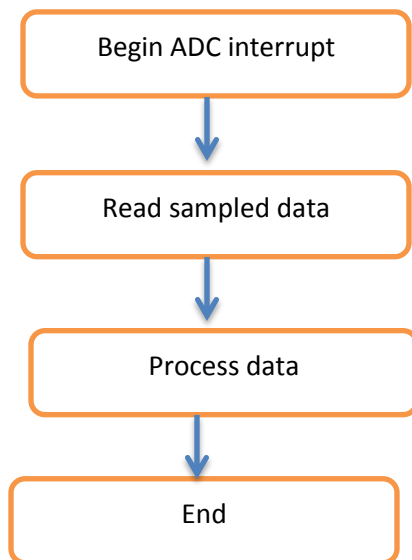 Begin ADC interrupt
Read sampled data
Process data
End